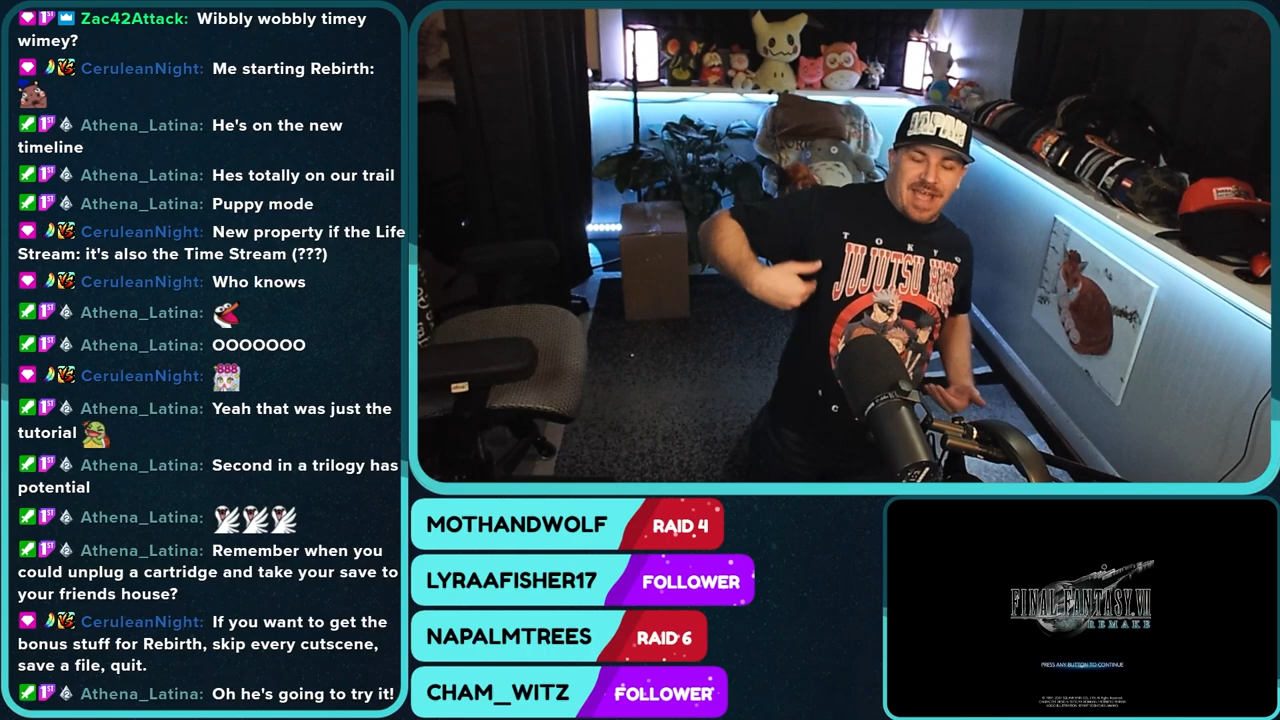 Zac42Attack: Wibbly wobbly timey
wimey?
CeruleanNight: Me starting Rebirth:
Athena_Latina: He's on the new
timeline
Athena_Latina: Hes totally on our trail
Athena_Latina: Puppy mode
CeruleanNight: New property if the Life
Stream: it's also the Time Stream (???)
CeruleanNight: Who knows
Athena_Latina:
Athena_Latina: OOOOOOO
CeruleanNight:
888
Athena_Latina: Yeah that was just the
tutorial
Athena_Latina: Second in a trilogy has
potential
Athena_Latina:
Athena_Latina: Remember when you
could unplug a cartridge and take your save to
your friends house?
CeruleanNight: If you want to get the
bonus stuff for Rebirth, skip every cutscene,
save a file, quit.
Athena_Latina: Oh he's going to try it!
JAPAN
TOKYO
JUJUTSU
MOTHANDWOLF RAID 4
LYRAAFISHER17 FOLLOWER
NAPALMTREES RAID 6
CHAM_WITZ FOLLOWER
FINAL FANTASY VII
REMAKE
PRESS ANY BUTTON TO CONTINUE